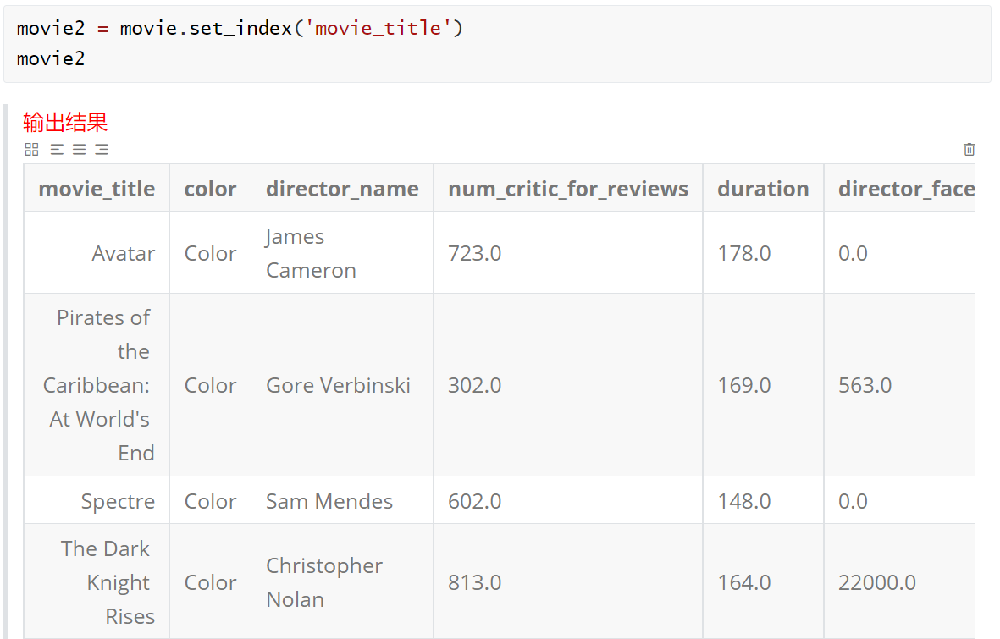 movie2 = movie.set_index('movie_title')
movie2
输出结果
movie_title color director_name num_critic_for_reviews duration director_face
Avatar Color James Cameron 723.0 178.0 0.0
Pirates of the Caribbean: At World's End Color Gore Verbinski 302.0 169.0 563.0
Spectre Color Sam Mendes 602.0 148.0 0.0
The Dark Knight Rises Color Christopher Nolan 813.0 164.0 22000.0